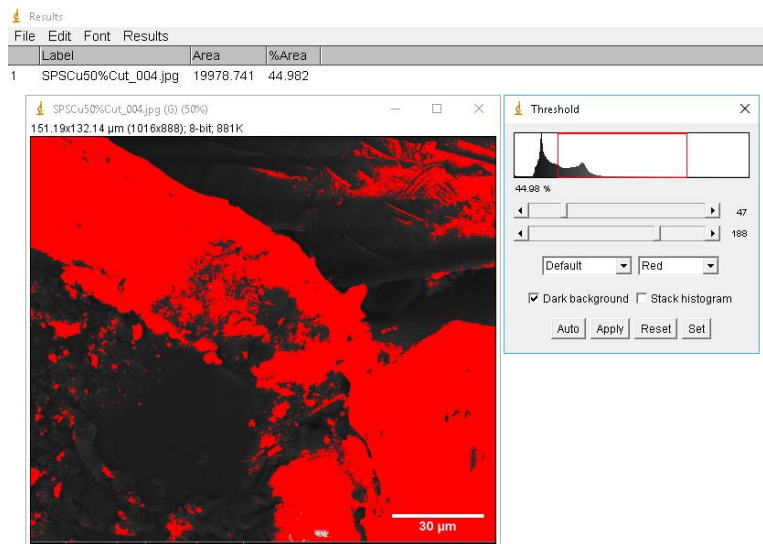 Results
File Edit Font Results
Label Area %Area
1 SPSCu50%Cut_004.jpg 19978.741 44.982
SPSCu50%Cut_004.jpg (G) (50%)
151.19x132.14 µm (1016x888); 8-bit; 881K
30 µm
Threshold
44.98 %
47
188
Default Red
Dark background Stack histogram
Auto Apply Reset Set